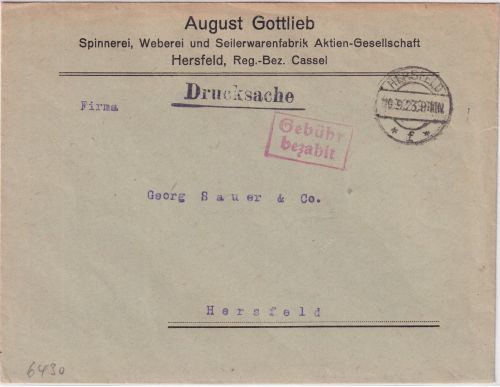 August Gottlieb
Spinnerei, Weberei und Seilerwarenfabrik Aktien-Gesellschaft
Hersfeld, Reg.-Bez. Cassel
Drucksache
HERSFELD
Firma
* f *
Gebühr
bezahlt
Georg Sauer & Co.
Hersfeld
6430